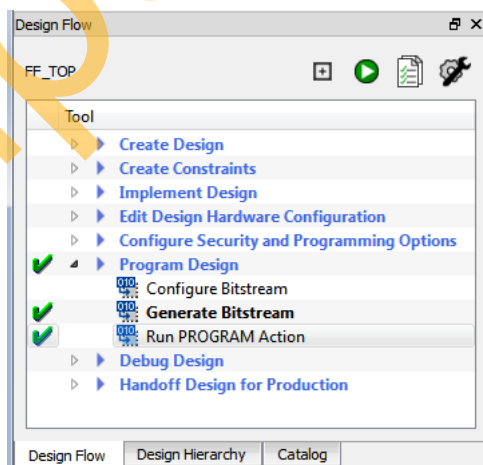 Design Flow
FF_TOP
Tool
Create Design
Create Constraints
Implement Design
Edit Design Hardware Configuration
Configure Security and Programming Options
Program Design
Configure Bitstream
Generate Bitstream
Run PROGRAM Action
Debug Design
Handoff Design for Production
Design Flow Design Hierarchy Catalog